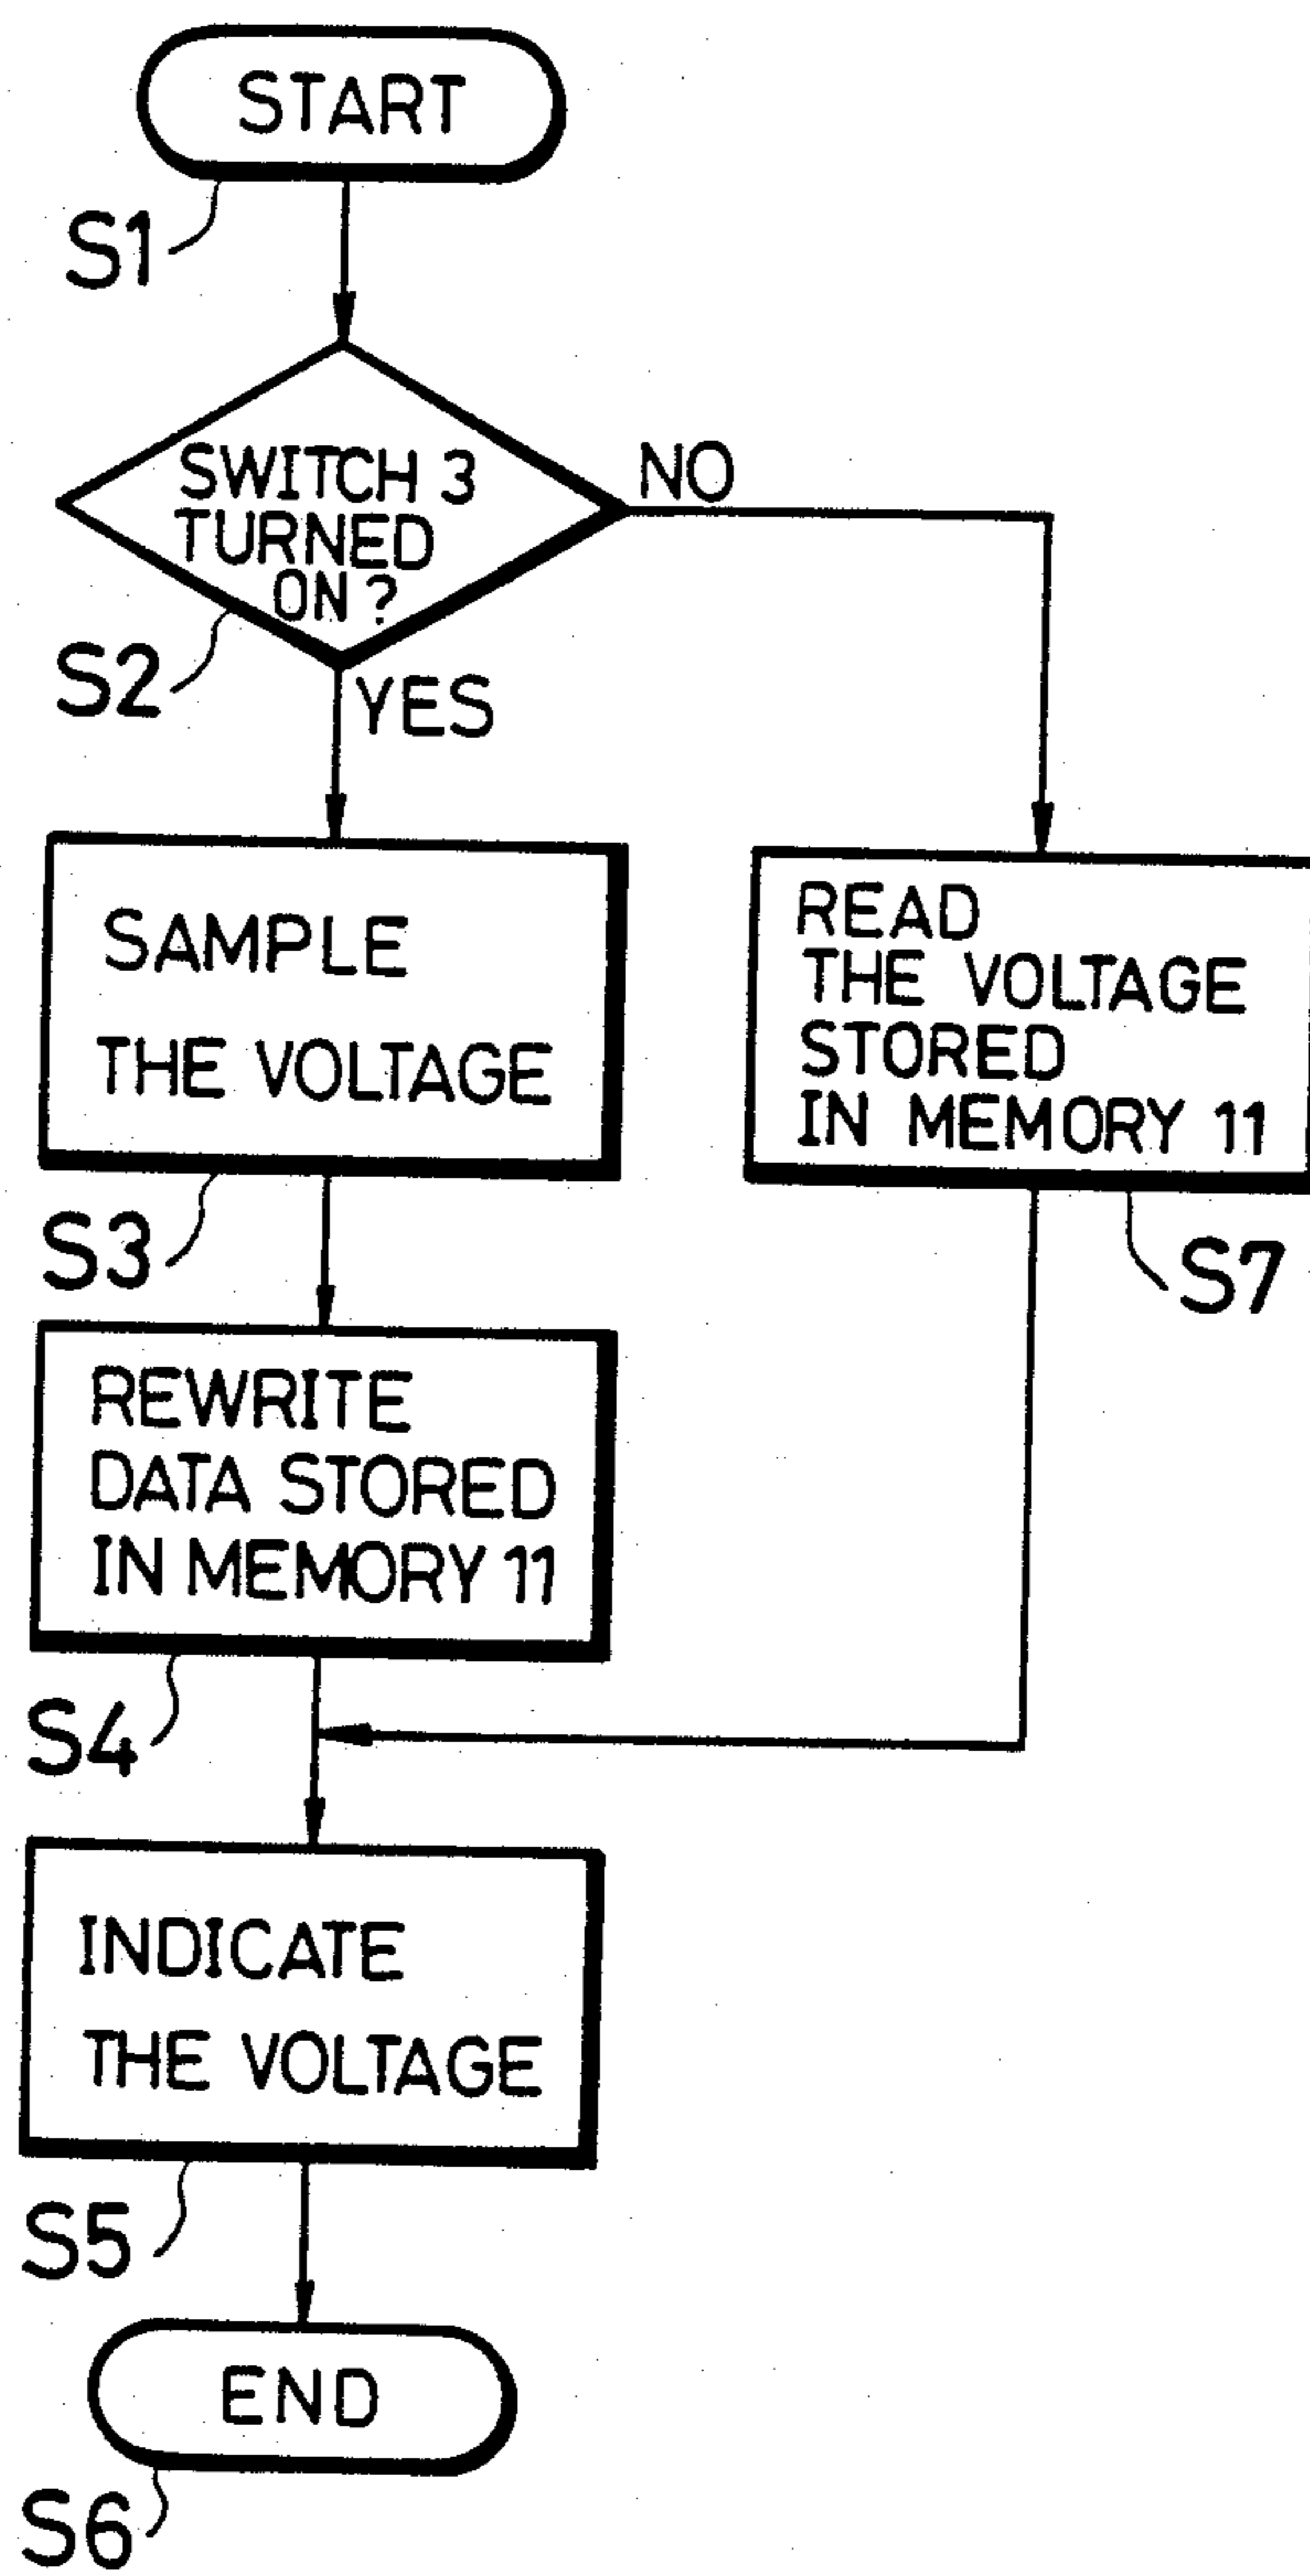 START
S1
SWITCH 3
TURNED
ON?
NO
S2
YES
SAMPLE
THE VOLTAGE
S3
READ
THE VOLTAGE
STORED
IN MEMORY 11
S7
REWRITE
DATA STORED
IN MEMORY 11
S4
INDICATE
THE VOLTAGE
S5
END
S6